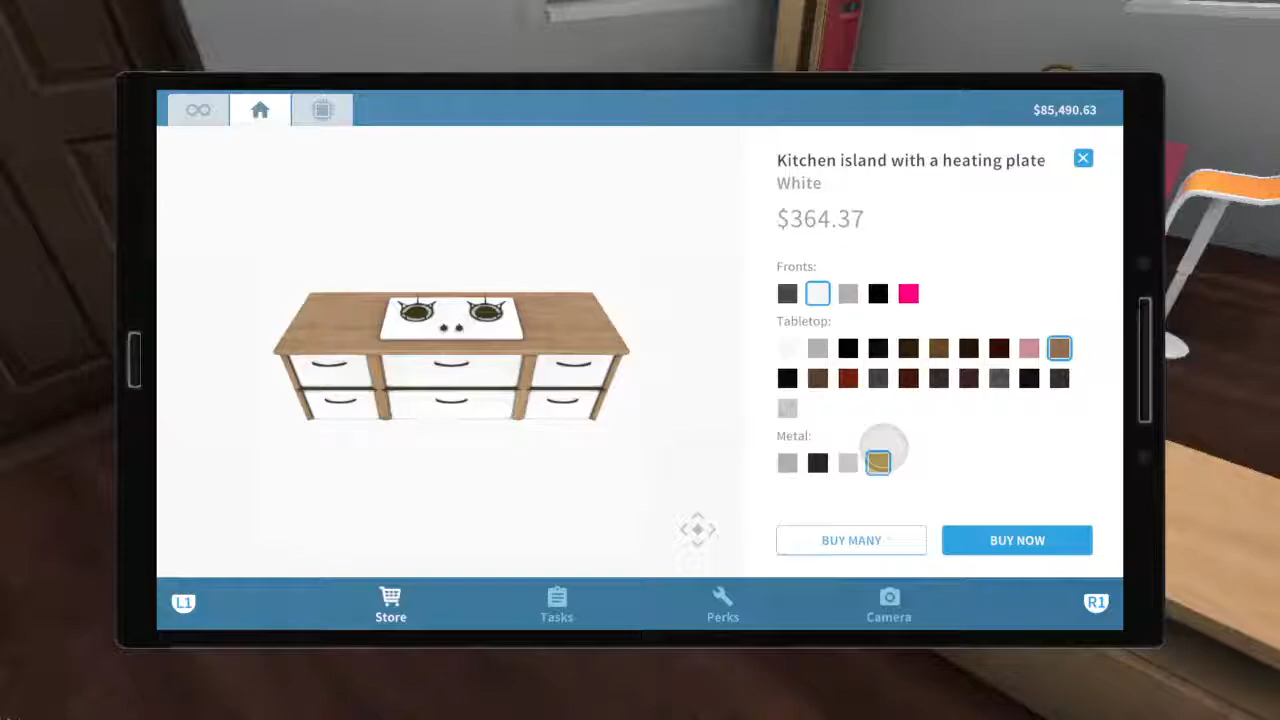 $85,490.63
Kitchen island with a heating plate
White
$364.37
Fronts:
Tabletop:
Metal:
BUY MANY
BUY NOW
L1
Store
Tasks
Perks
Camera
R1